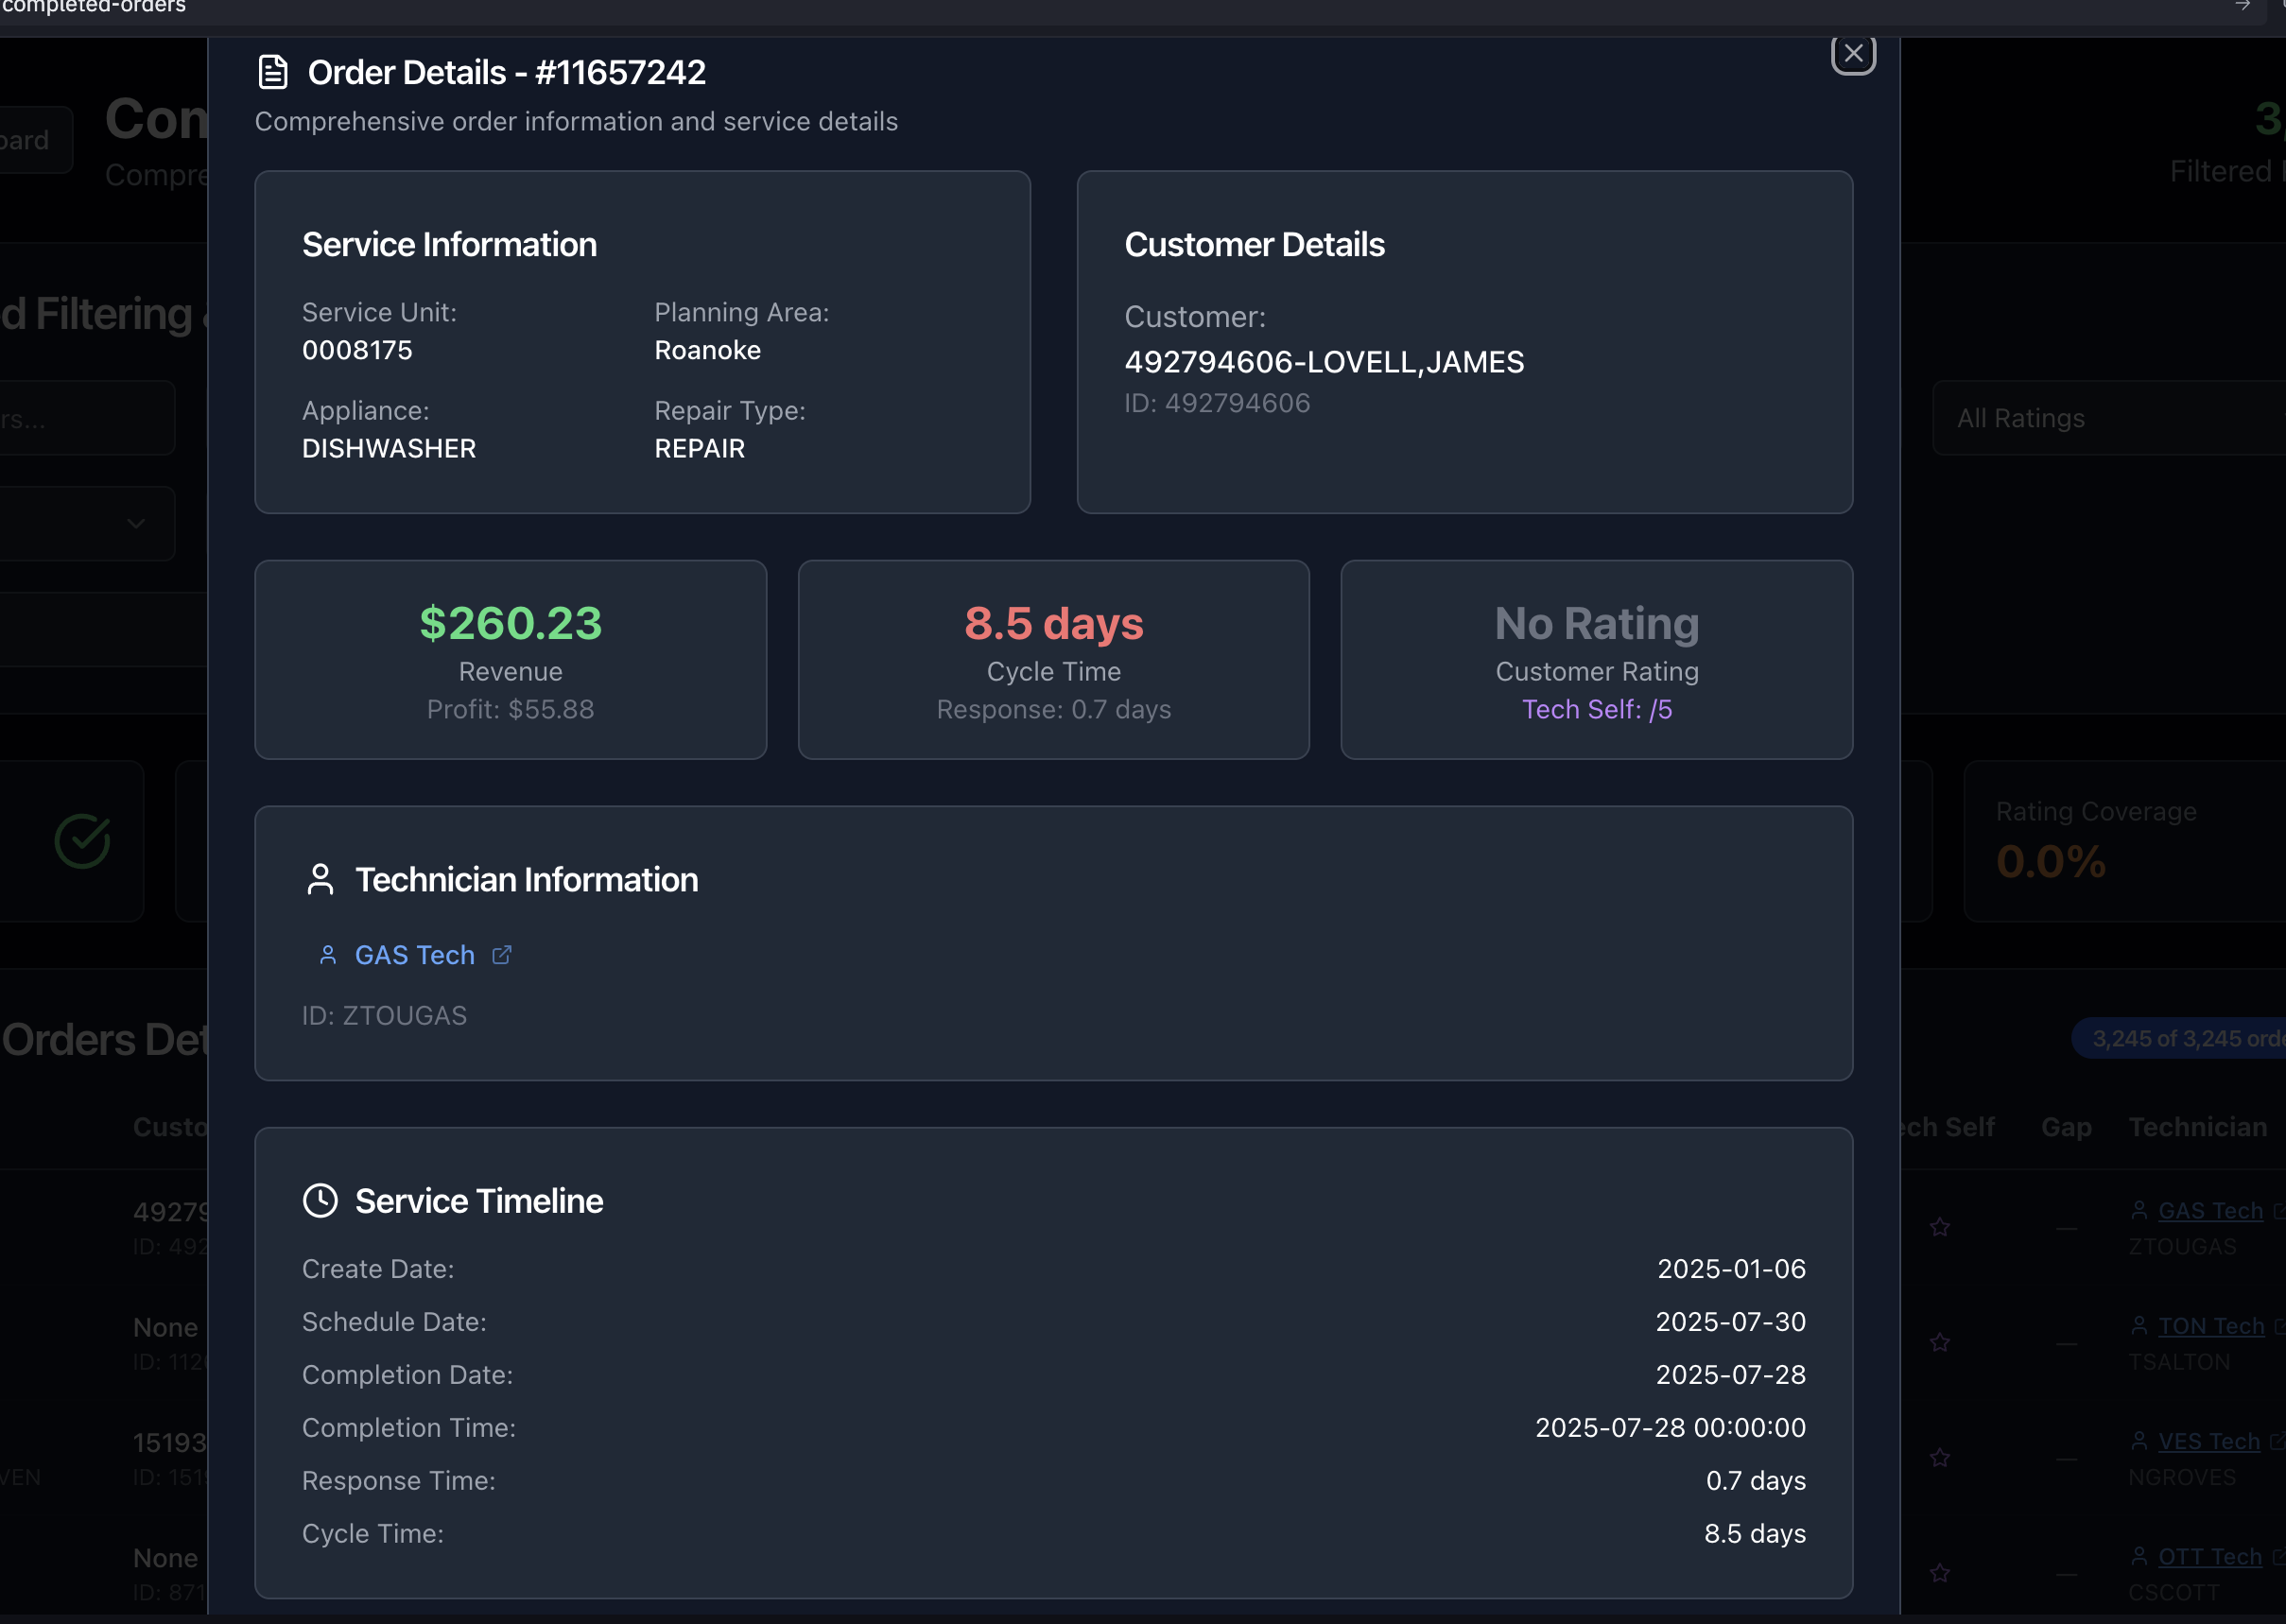 completed-orders
Order Details - #11657242
Comprehensive order information and service details
Service Information
Service Unit:
0008175
Planning Area:
Roanoke
Appliance:
DISHWASHER
Repair Type:
REPAIR
Customer Details
Customer:
492794606-LOVELL,JAMES
ID: 492794606
$260.23
Revenue
Profit: $55.88
8.5 days
Cycle Time
Response: 0.7 days
No Rating
Customer Rating
Tech Self: /5
Technician Information
GAS Tech
ID: ZTOUGAS
Service Timeline
Create Date: 2025-01-06
Schedule Date: 2025-07-30
Completion Date: 2025-07-28
Completion Time: 2025-07-28 00:00:00
Response Time: 0.7 days
Cycle Time: 8.5 days
Filtered
d Filtering
All Ratings
Rating Coverage
0.0%
Orders Det
3,245 of 3,245 orde
Custo
ech Self
Gap
Technician
49279
ID: 492
GAS Tech
ZTOUGAS
None
ID: 112
TON Tech
TSALTON
15193
VEN
ID: 151
VES Tech
NGROVES
None
ID: 871
OTT Tech
CSCOTT